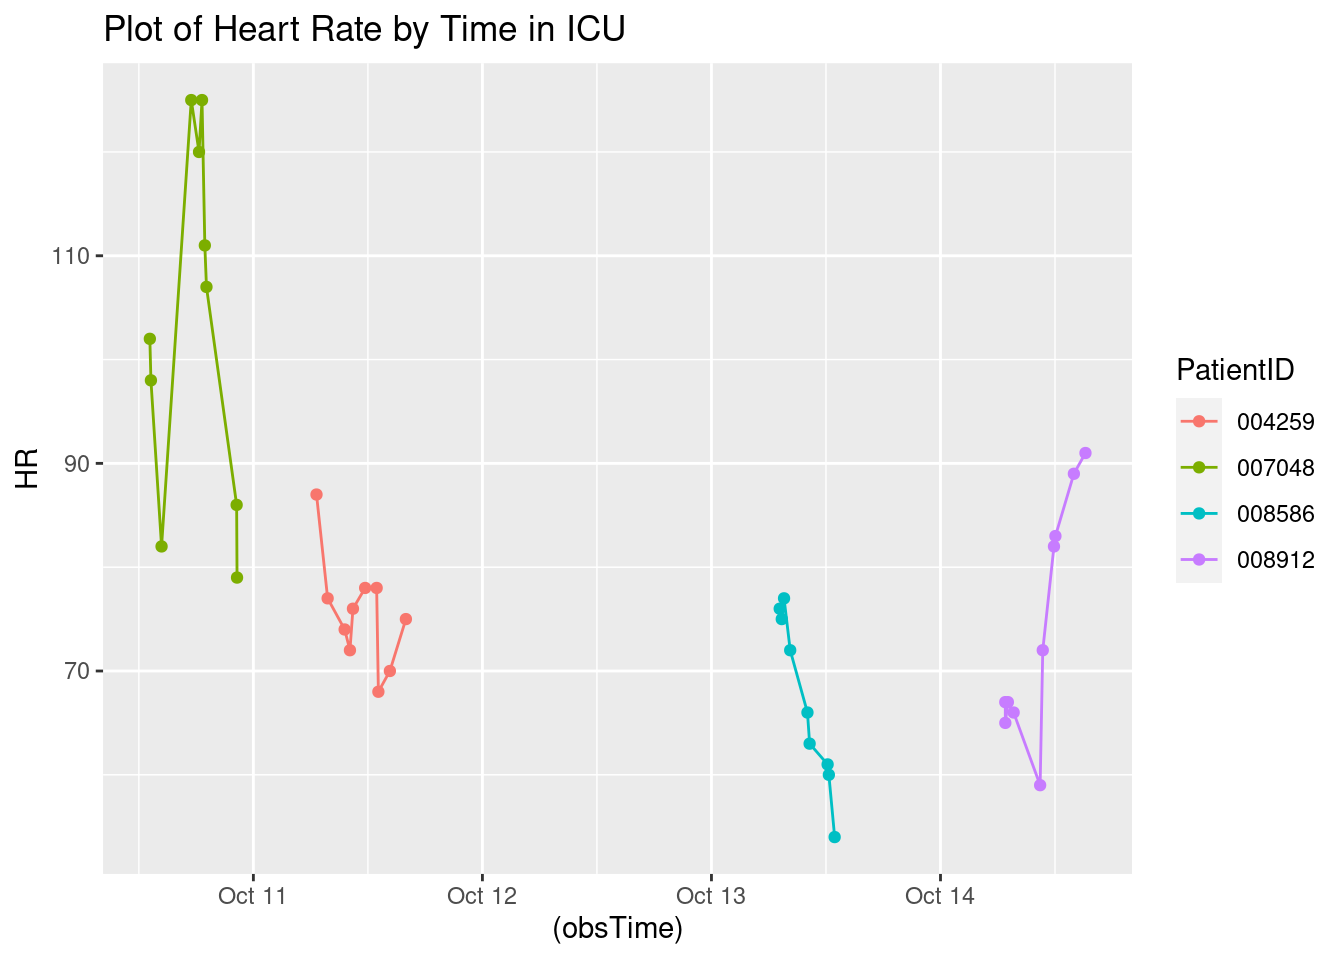 Plot of Heart Rate by Time in ICU
110
90
70
HR
Oct 11
Oct 12
Oct 13
Oct 14
(obsTime)
PatientID
004259
007048
008586
008912